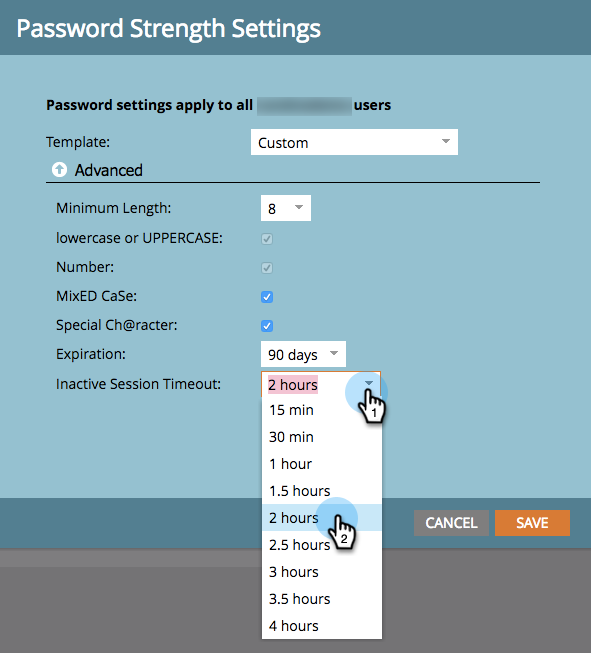 Password Strength Settings
Password settings apply to all users
Template: Custom
Advanced
Minimum Length: 8
lowercase or UPPERCASE:
Number:
MixED CaSe:
Special Ch@racter:
Expiration: 90 days
Inactive Session Timeout: 2 hours
1
15 min
30 min
1 hour
1.5 hours
2 hours
2
2.5 hours
3 hours
3.5 hours
4 hours
CANCEL SAVE